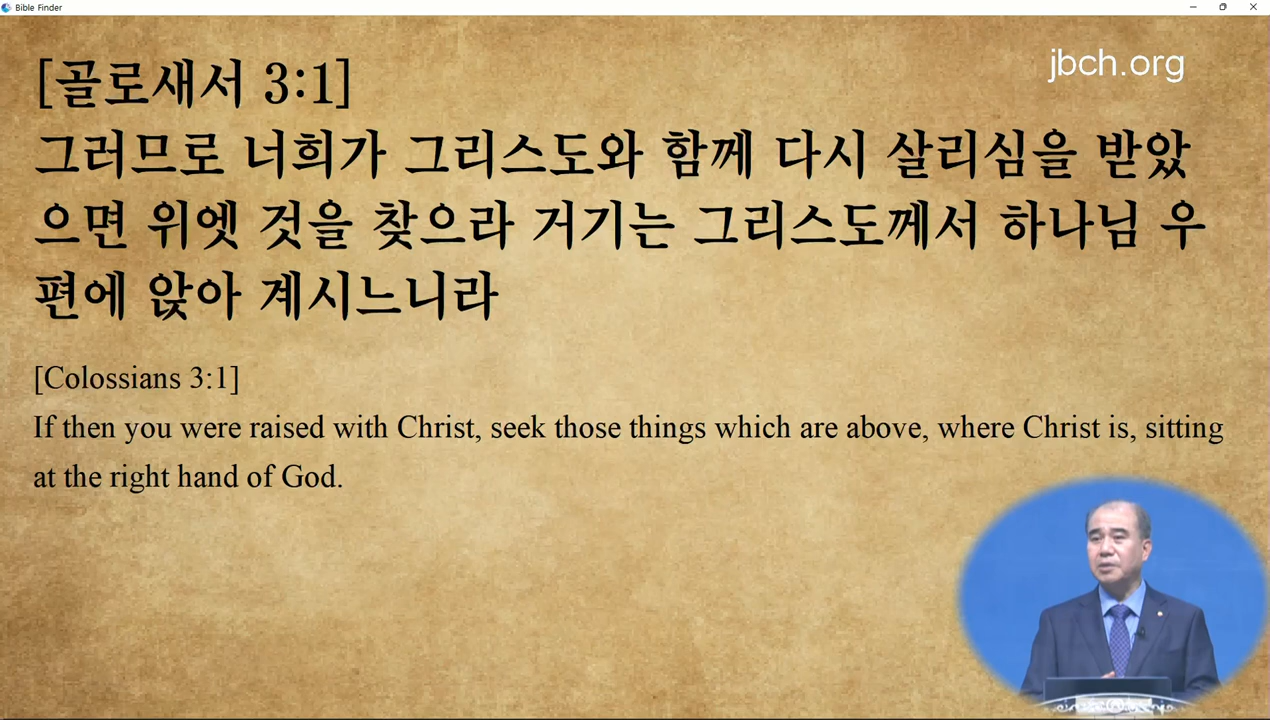 Bible Finder
jbch.org
[골로새서 3:1]
그러므로 너희가 그리스도와 함께 다시 살리심을 받았
으면 위엣 것을 찾으라 거기는 그리스도께서 하나님 우
편에 앉아 계시느니라
[Colossians 3:1]
If then you were raised with Christ, seek those things which are above, where Christ is, sitting
at the right hand of God.